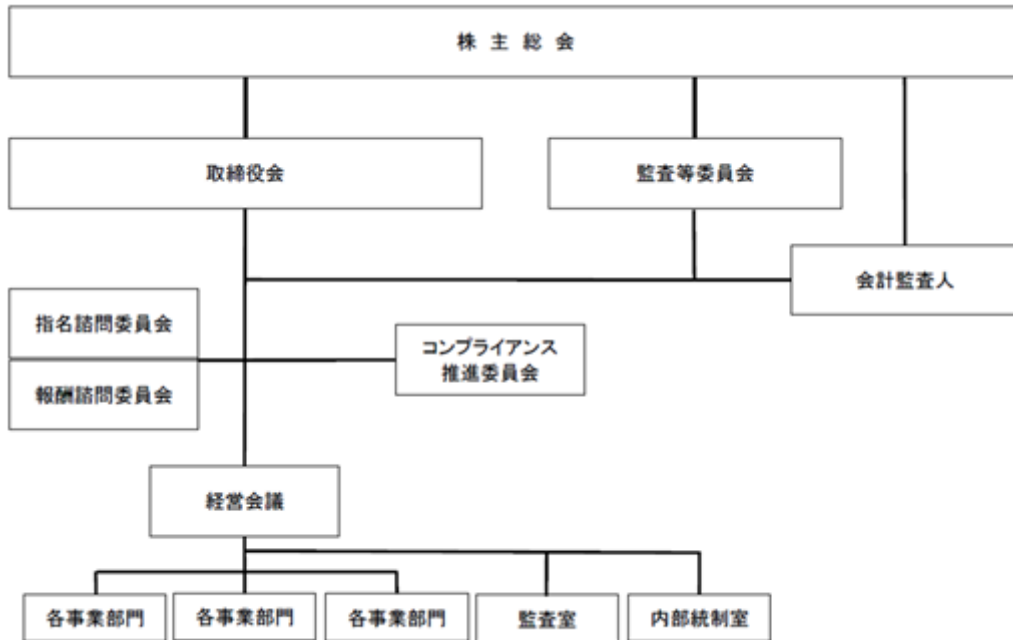 株主総会
取締役会
監査等委員会
会計監査人
指名諮問委員会
コンプライアンス
推進委員会
報酬諮問委員会
経営会議
各事業部門
各事業部門
各事業部門
監査室
内部統制室